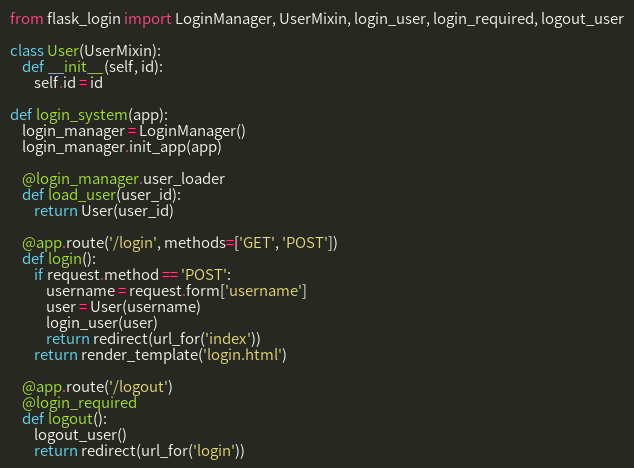 from flask_login import LoginManager, UserMixin, login_user, login_required, logout_user

class User(UserMixin):
    def __init__(self, id):
        self.id = id

def login_system(app):
    login_manager = LoginManager()
    login_manager.init_app(app)

    @login_manager.user_loader
    def load_user(user_id):
        return User(user_id)

    @app.route('/login', methods=['GET', 'POST'])
    def login():
        if request.method == 'POST':
            username = request.form['username']
            user = User(username)
            login_user(user)
            return redirect(url_for('index'))
        return render_template('login.html')

    @app.route('/logout')
    @login_required
    def logout():
        logout_user()
        return redirect(url_for('login'))